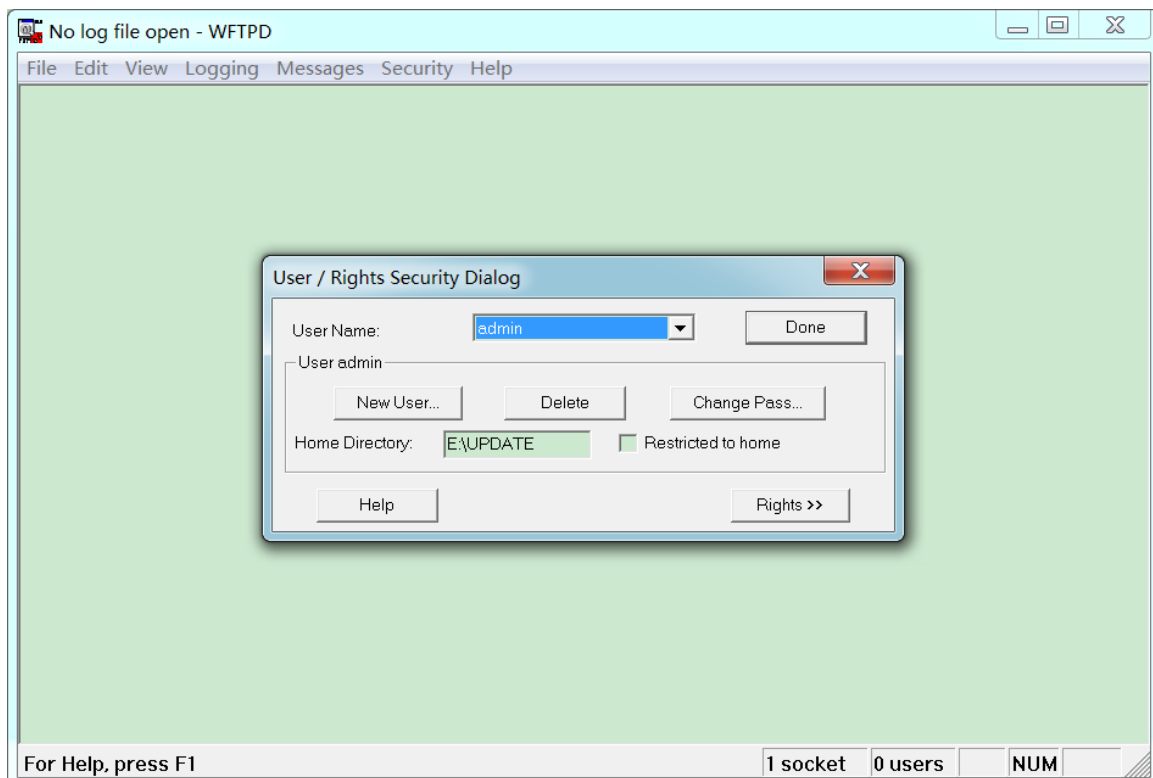 No log file open - WFTPD
File Edit View Logging Messages Security Help
User / Rights Security Dialog
User Name: admin Done
User admin
New User... Delete Change Pass...
Home Directory: E:\UPDATE Restricted to home
Help Rights >>
For Help, press F1 1 socket 0 users NUM